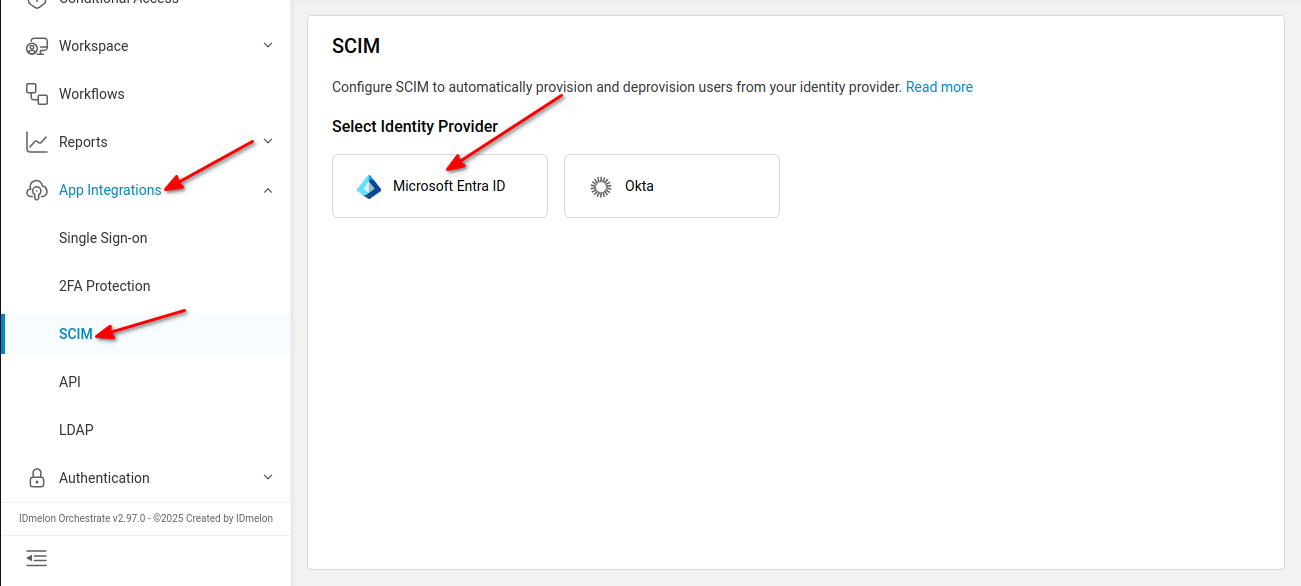 Conditional Access
Workspace
Workflows
Reports
App Integrations
Single Sign-on
2FA Protection
SCIM
API
LDAP
Authentication
IDmelon Orchestrate v2.97.0 - ©2025 Created by IDmelon
SCIM
Configure SCIM to automatically provision and deprovision users from your identity provider. Read more
Select Identity Provider
Microsoft Entra ID
Okta